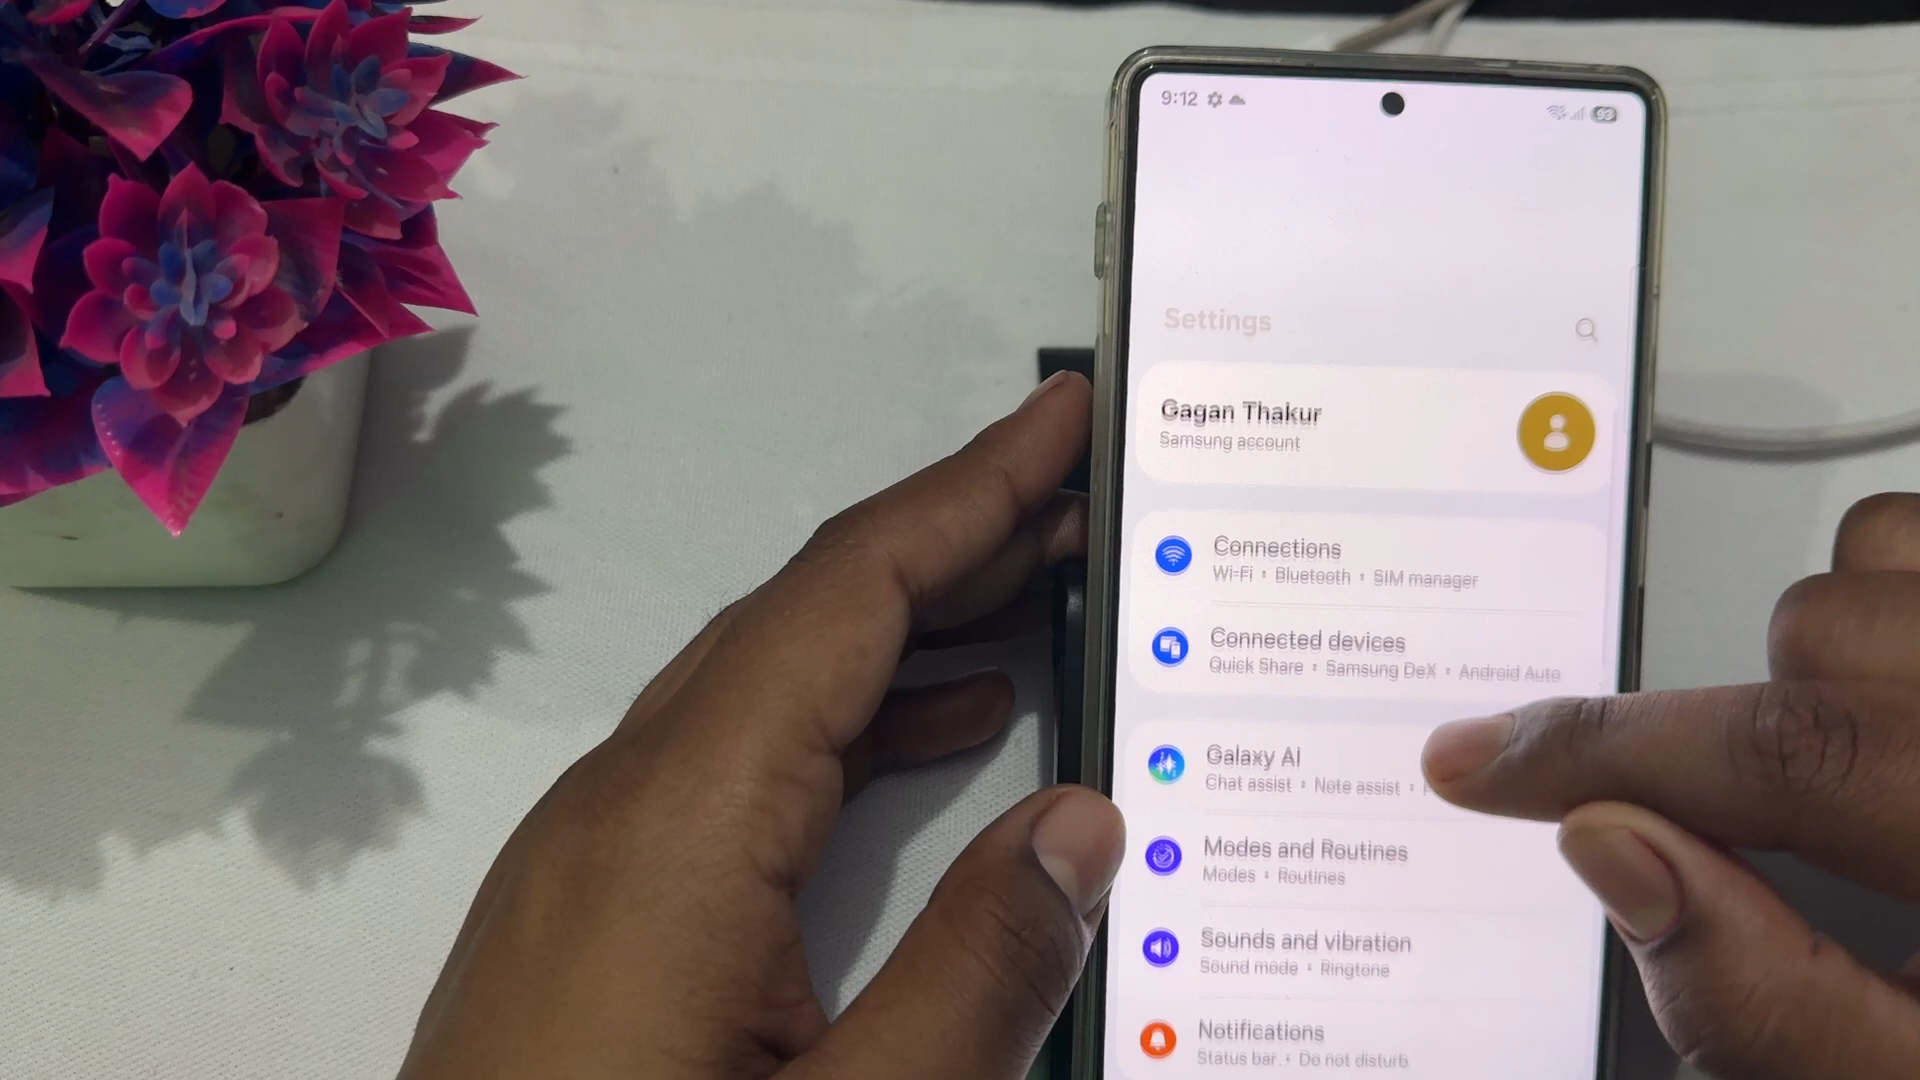 9:12
93
Settings
Gagan Thakur
Samsung account
Connections
Wi-Fi • Bluetooth • SIM manager
Connected devices
Quick Share • Samsung DeX • Android Auto
Galaxy AI
Chat assist • Note assist •
Modes and Routines
Modes • Routines
Sounds and vibration
Sound mode • Ringtone
Notifications
Status bar • Do not disturb